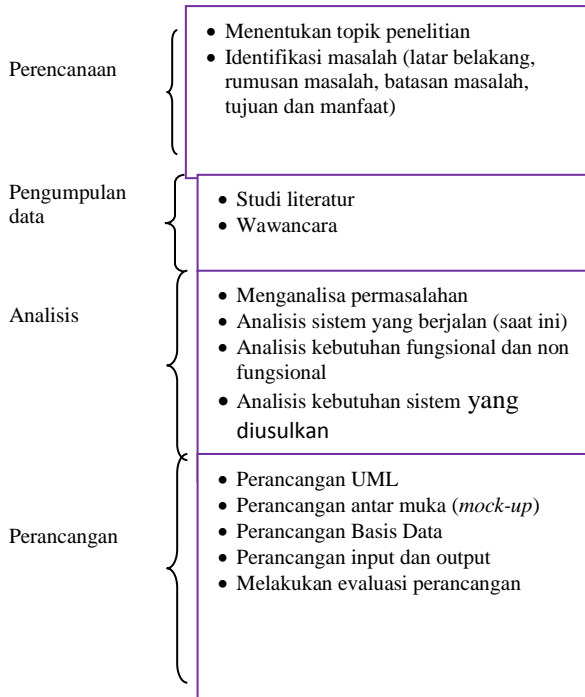 Perencanaan
• Menentukan topik penelitian
• Identifikasi masalah (latar belakang,
rumusan masalah, batasan masalah,
tujuan dan manfaat)
Pengumpulan
data
• Studi literatur
• Wawancara
Analisis
• Menganalisa permasalahan
• Analisis sistem yang berjalan (saat ini)
• Analisis kebutuhan fungsional dan non
fungsional
• Analisis kebutuhan sistem yang
diusulkan
Perancangan
• Perancangan UML
• Perancangan antar muka (mock-up)
• Perancangan Basis Data
• Perancangan input dan output
• Melakukan evaluasi perancangan